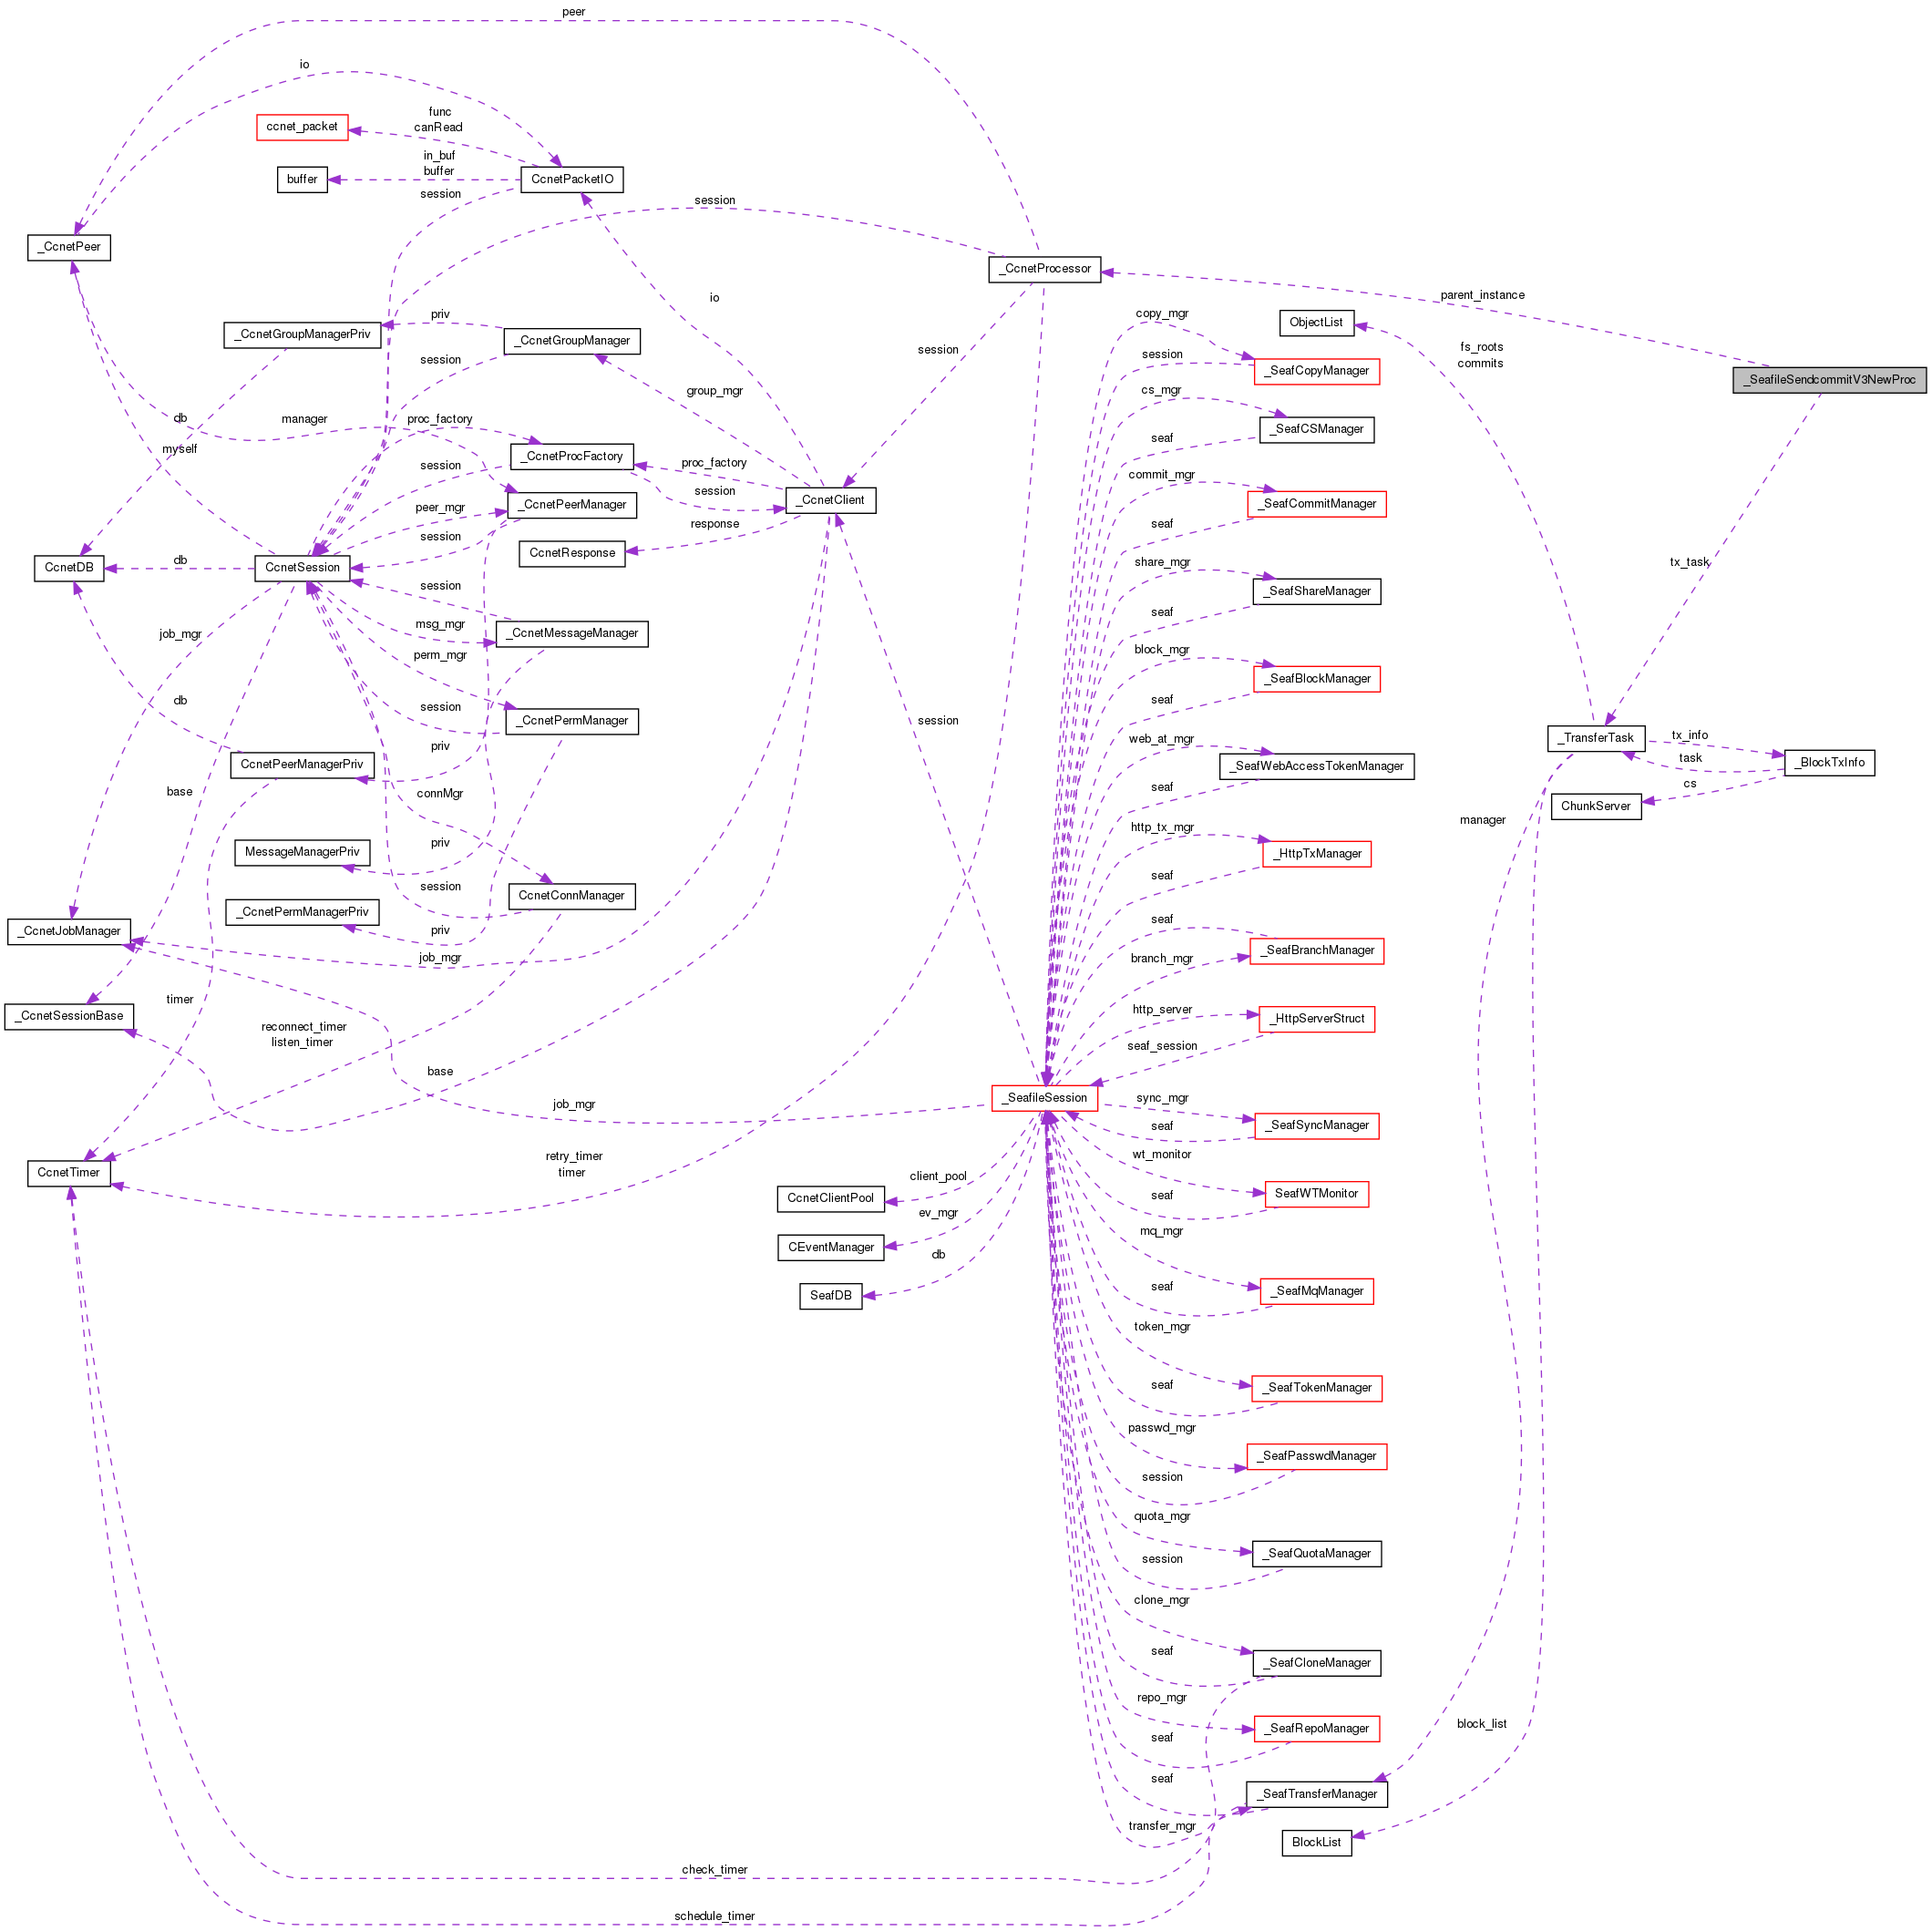 peer
io
func
canRead
ccnet_packet
in_buf
buffer
buffer
CcnetPacketIO
session
session
_CcnetPeer
_CcnetProcessor
parent_instance
copy_mgr
ObjectList
priv
_CcnetGroupManagerPriv
_CcnetGroupManager
session
session
session
fs_roots
commits
_SeafCopyManager
_SeafileSendcommitV3NewProc
io
group_mgr
cs_mgr
db
manager
proc_factory
_SeafCSManager
seaf
myself
_CcnetProcFactory
proc_factory
session
session
commit_mgr
peer_mgr
_CcnetPeerManager
_CcnetClient
_SeafCommitManager
response
seaf
session
CcnetResponse
db
CcnetDB
CcnetSession
share_mgr
tx_task
session
_SeafShareManager
seaf
msg_mgr
_CcnetMessageManager
job_mgr
perm_mgr
block_mgr
_SeafBlockManager
db
session
_CcnetPermManager
seaf
session
web_at_mgr
priv
_TransferTask
tx_info
task
_BlockTxInfo
CcnetPeerManagerPriv
_SeafWebAccessTokenManager
base
connMgr
seaf
cs
ChunkServer
manager
http_tx_mgr
priv
MessageManagerPriv
_HttpTxManager
session
CcnetConnManager
seaf
_CcnetPermManagerPriv
priv
seaf
_CcnetJobManager
job_mgr
branch_mgr
_SeafBranchManager
timer
_CcnetSessionBase
http_server
_HttpServerStruct
reconnect_timer
listen_timer
seaf_session
base
_SeafileSession
job_mgr
sync_mgr
seaf
_SeafSyncManager
retry_timer
timer
wt_monitor
CcnetTimer
client_pool
CcnetClientPool
seaf
SeafWTMonitor
ev_mgr
CEventManager
mq_mgr
db
SeafDB
seaf
_SeafMqManager
token_mgr
seaf
_SeafTokenManager
passwd_mgr
_SeafPasswdManager
session
quota_mgr
_SeafQuotaManager
session
clone_mgr
seaf
_SeafCloneManager
repo_mgr
_SeafRepoManager
block_list
seaf
seaf
_SeafTransferManager
transfer_mgr
BlockList
check_timer
schedule_timer